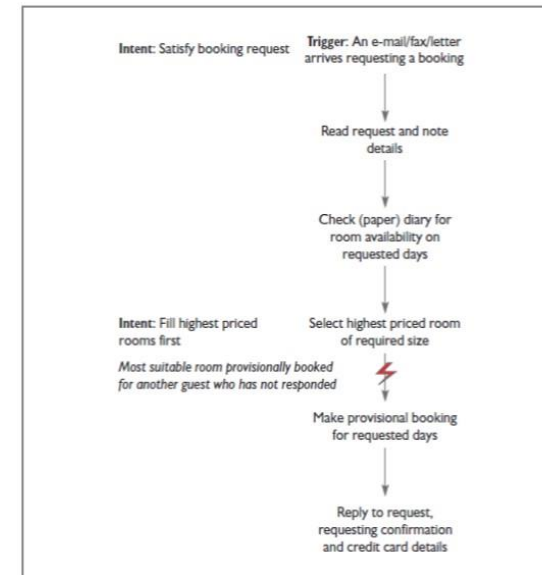 Intent: Satisfy booking request
Trigger: An e-mail/fax/letter
arrives requesting a booking
Read request and note
details
Check (paper) diary for
room availability on
requested days
Intent: Fill highest priced
rooms first
Select highest priced room
of required size
Most suitable room provisionally booked
for another guest who has not responded
Make provisional booking
for requested days
Reply to request,
requesting confirmation
and credit card details